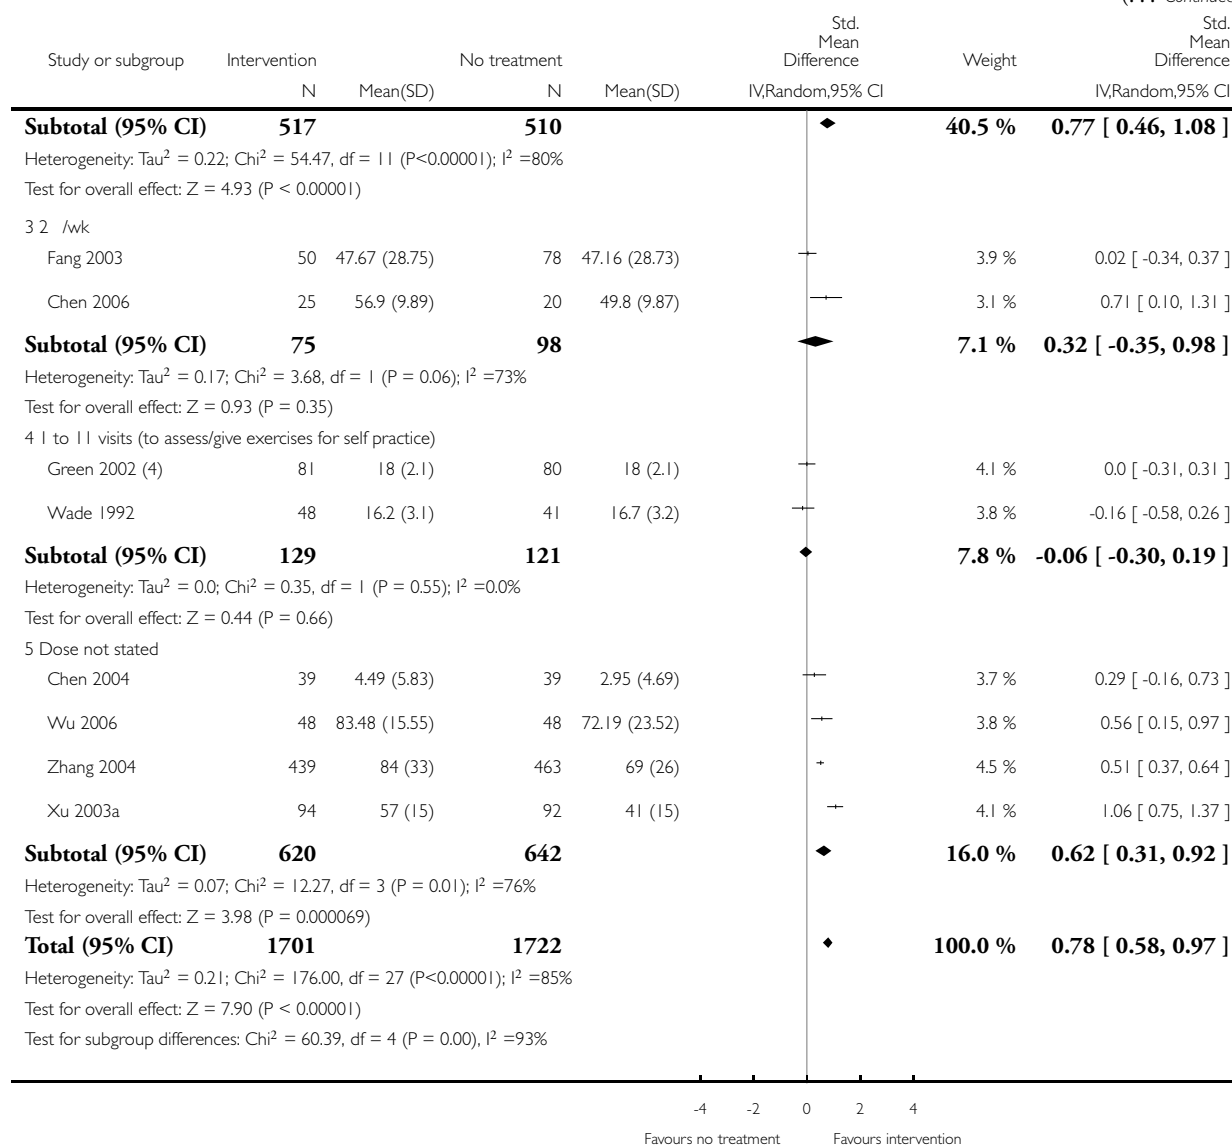 Std. Mean Difference Std. Mean Difference
Study or subgroup Intervention No treatment Weight
N Mean(SD) N Mean(SD) IV,Random,95% CI IV,Random,95% CI
Subtotal (95% CI) 517 510 40.5 % 0.77 [ 0.46, 1.08 ]
Heterogeneity: Tau² = 0.22; Chi² = 54.47, df = 11 (P<0.00001); I² =80%
Test for overall effect: Z = 4.93 (P < 0.00001)
3 2 /wk
Fang 2003 50 47.67 (28.75) 78 47.16 (28.73) 3.9 % 0.02 [ -0.34, 0.37 ]
Chen 2006 25 56.9 (9.89) 20 49.8 (9.87) 3.1 % 0.71 [ 0.10, 1.31 ]
Subtotal (95% CI) 75 98 7.1 % 0.32 [ -0.35, 0.98 ]
Heterogeneity: Tau² = 0.17; Chi² = 3.68, df = 1 (P = 0.06); I² =73%
Test for overall effect: Z = 0.93 (P = 0.35)
4 1 to 11 visits (to assess/give exercises for self practice)
Green 2002 (4) 81 18 (2.1) 80 18 (2.1) 4.1 % 0.0 [ -0.31, 0.31 ]
Wade 1992 48 16.2 (3.1) 41 16.7 (3.2) 3.8 % -0.16 [ -0.58, 0.26 ]
Subtotal (95% CI) 129 121 7.8 % -0.06 [ -0.30, 0.19 ]
Heterogeneity: Tau² = 0.0; Chi² = 0.35, df = 1 (P = 0.55); I² =0.0%
Test for overall effect: Z = 0.44 (P = 0.66)
5 Dose not stated
Chen 2004 39 4.49 (5.83) 39 2.95 (4.69) 3.7 % 0.29 [ -0.16, 0.73 ]
Wu 2006 48 83.48 (15.55) 48 72.19 (23.52) 3.8 % 0.56 [ 0.15, 0.97 ]
Zhang 2004 439 84 (33) 463 69 (26) 4.5 % 0.51 [ 0.37, 0.64 ]
Xu 2003a 94 57 (15) 92 41 (15) 4.1 % 1.06 [ 0.75, 1.37 ]
Subtotal (95% CI) 620 642 16.0 % 0.62 [ 0.31, 0.92 ]
Heterogeneity: Tau² = 0.07; Chi² = 12.27, df = 3 (P = 0.01); I² =76%
Test for overall effect: Z = 3.98 (P = 0.000069)
Total (95% CI) 1701 1722 100.0 % 0.78 [ 0.58, 0.97 ]
Heterogeneity: Tau² = 0.21; Chi² = 176.00, df = 27 (P<0.00001); I² =85%
Test for overall effect: Z = 7.90 (P < 0.00001)
Test for subgroup differences: Chi² = 60.39, df = 4 (P = 0.00), I² =93%
-4 -2 0 2 4
Favours no treatment Favours intervention